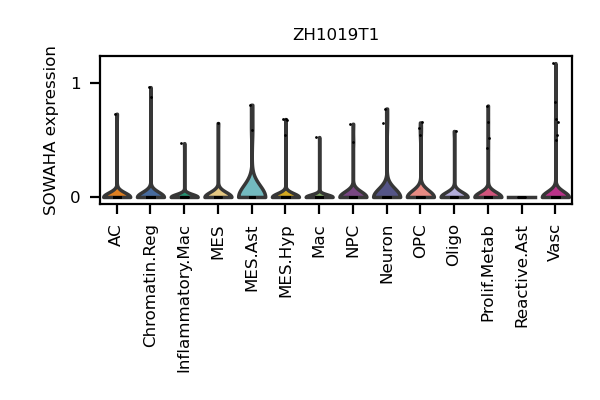 ZH1019T1
SOWAHA expression
1
0
AC
Chromatin.Reg
Inflammatory.Mac
MES
MES.Ast
MES.Hyp
Mac
NPC
Neuron
OPC
Oligo
Prolif.Metab
Reactive.Ast
Vasc